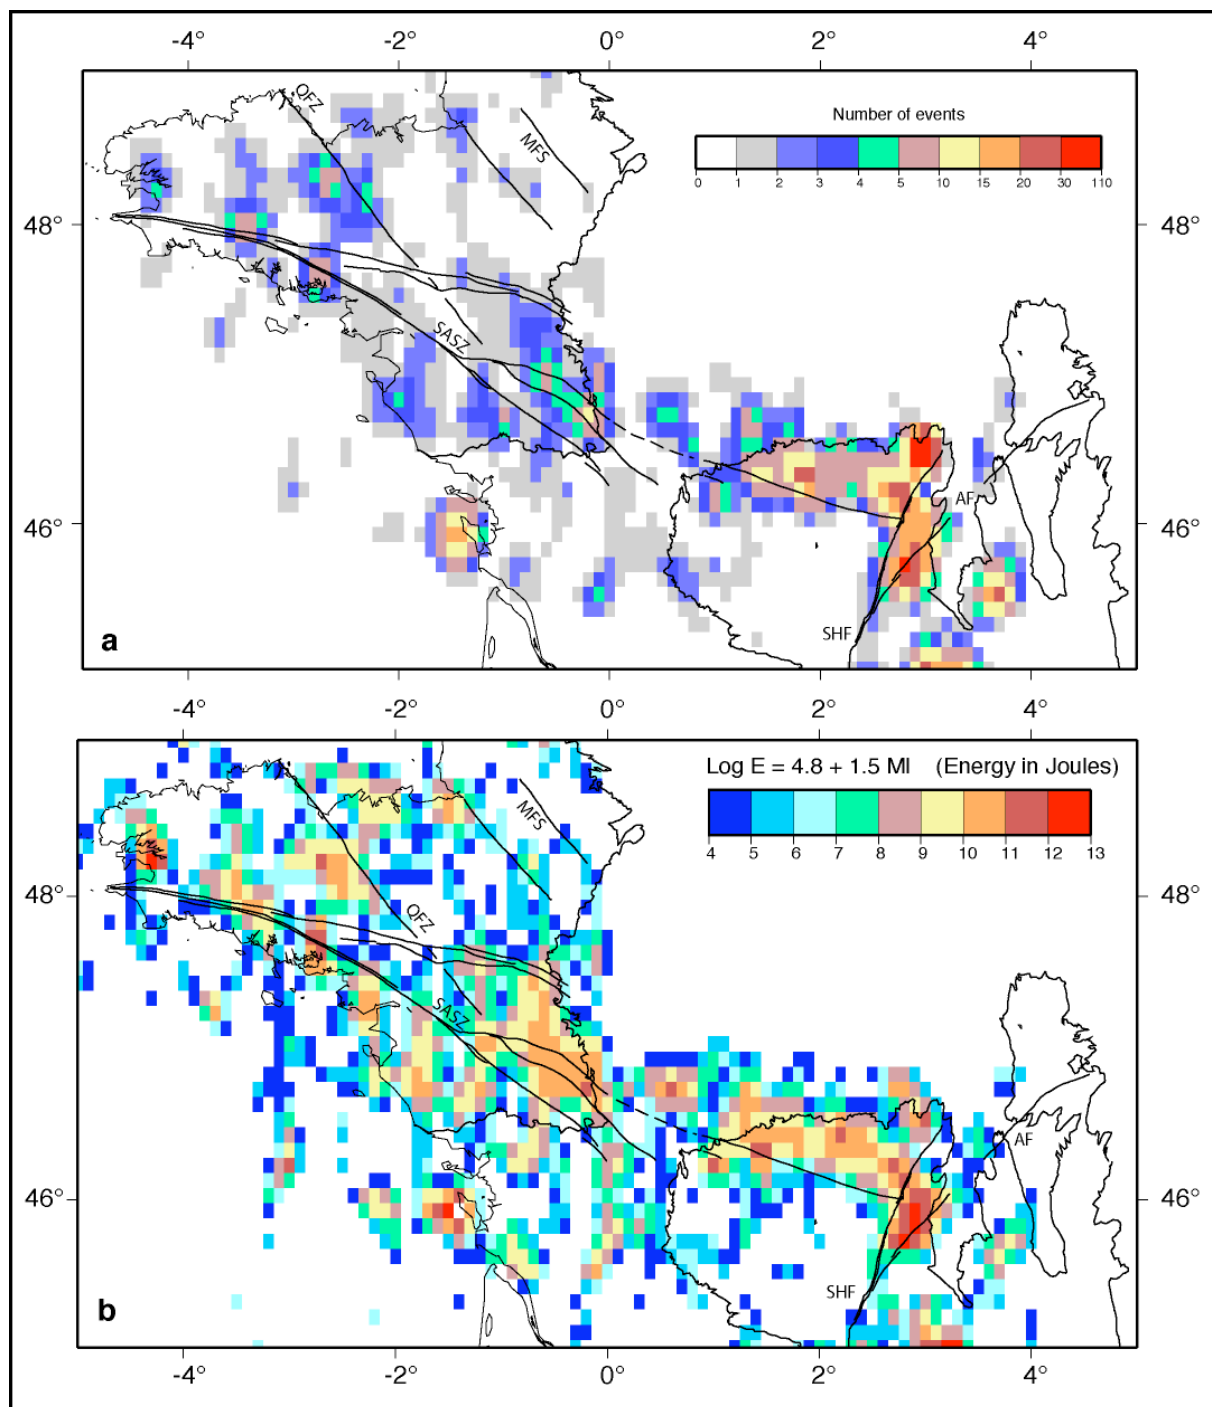 -4° -2° 0° 2° 4°
QFZ
MFS
Number of events
0 1 2 3 4 5 10 15 20 30 110
48° 48°
SASZ
AF
46° 46°
SHF
a
-4° -2° 0° 2° 4°
Log E = 4.8 + 1.5 Ml (Energy in Joules)
4 5 6 7 8 9 10 11 12 13
MFS
48° 48°
QFZ
SASZ
AF
46° 46°
SHF
b
-4° -2° 0° 2° 4°